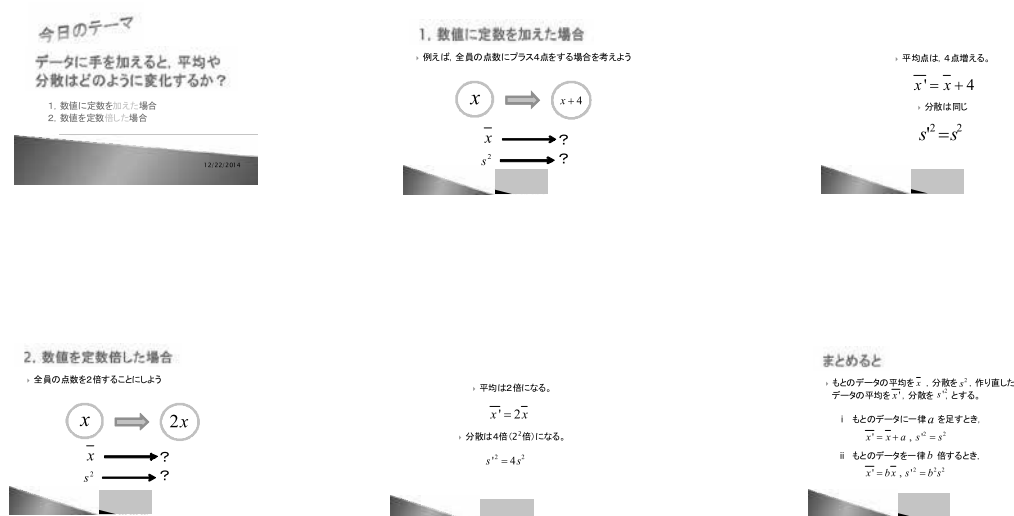 今日のテーマ
データに手を加えると，平均や
分散はどのように変化するか？
1．数値に定数を加えた場合
2．数値を定数倍した場合
12/22/2014
1．数値に定数を加えた場合
例えば，全員の点数にプラス4点をする場合を考えよう
x x+4
x̄ ?
s² ?
平均点は，4点増える。
x̄' = x̄ + 4
分散は同じ
s'² = s²
2．数値を定数倍した場合
全員の点数を2倍することにしよう
x 2x
x̄ ?
s² ?
平均は2倍になる。
x̄' = 2x̄
分散は4倍（2²倍）になる。
s'² = 4s²
まとめると
もとのデータの平均を x̄ ，分散を s²，作り直した
データの平均を x̄'，分散を s'²，とする。
ⅰ もとのデータに一律 a を足すとき，
x̄' = x̄ + a , s'² = s²
ⅱ もとのデータを一律 b 倍するとき，
x̄' = bx̄ , s'² = b²s²